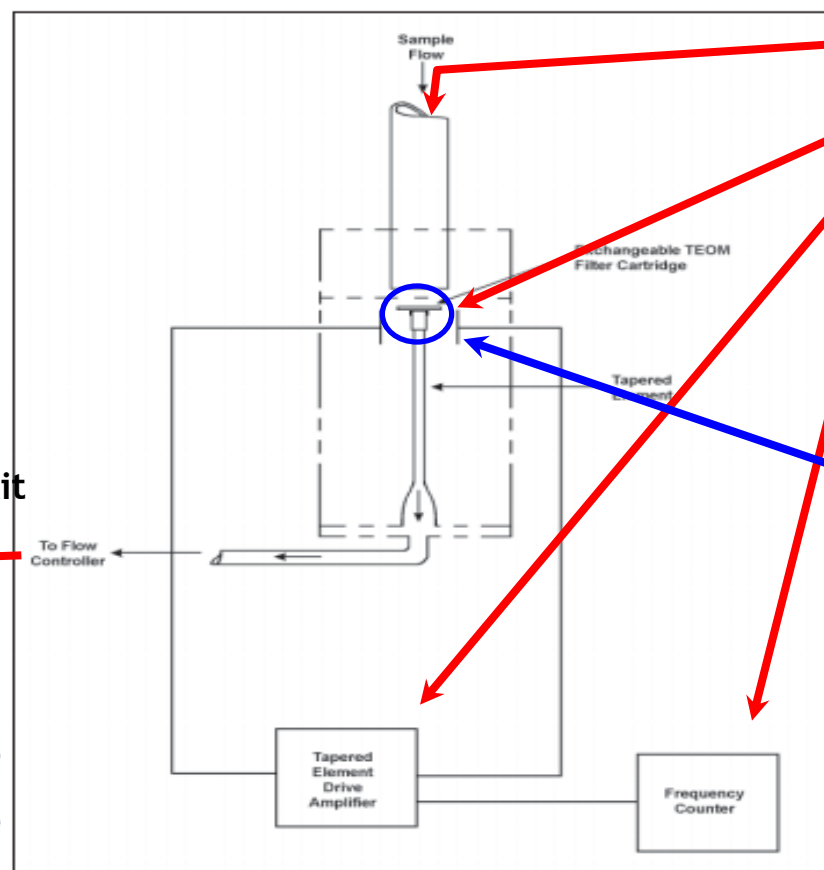 Sample
Flow
Exchangeable TEOM
Filter Cartridge
Tapered
Element
it
To Flow
Controller
Tapered
Element
Drive
Amplifier
Frequency
Counter